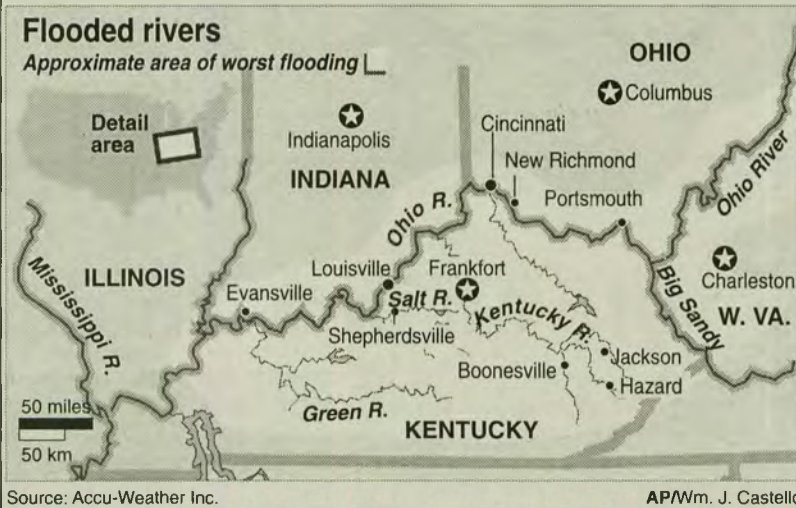 Flooded rivers
Approximate area of worst flooding
Detail
area
OHIO
Columbus
Indianapolis
INDIANA
Cincinnati
New Richmond
Portsmouth
Ohio River
Ohio R.
Mississippi R.
ILLINOIS
Evansville
Louisville
Salt R.
Frankfort
Shepherdsville
Kentucky R.
Big Sandy
Charleston
W. VA.
Boonesville
Jackson
Hazard
Green R.
KENTUCKY
50 miles
50 km
Source: Accu-Weather Inc.
AP/Wm. J. Castello